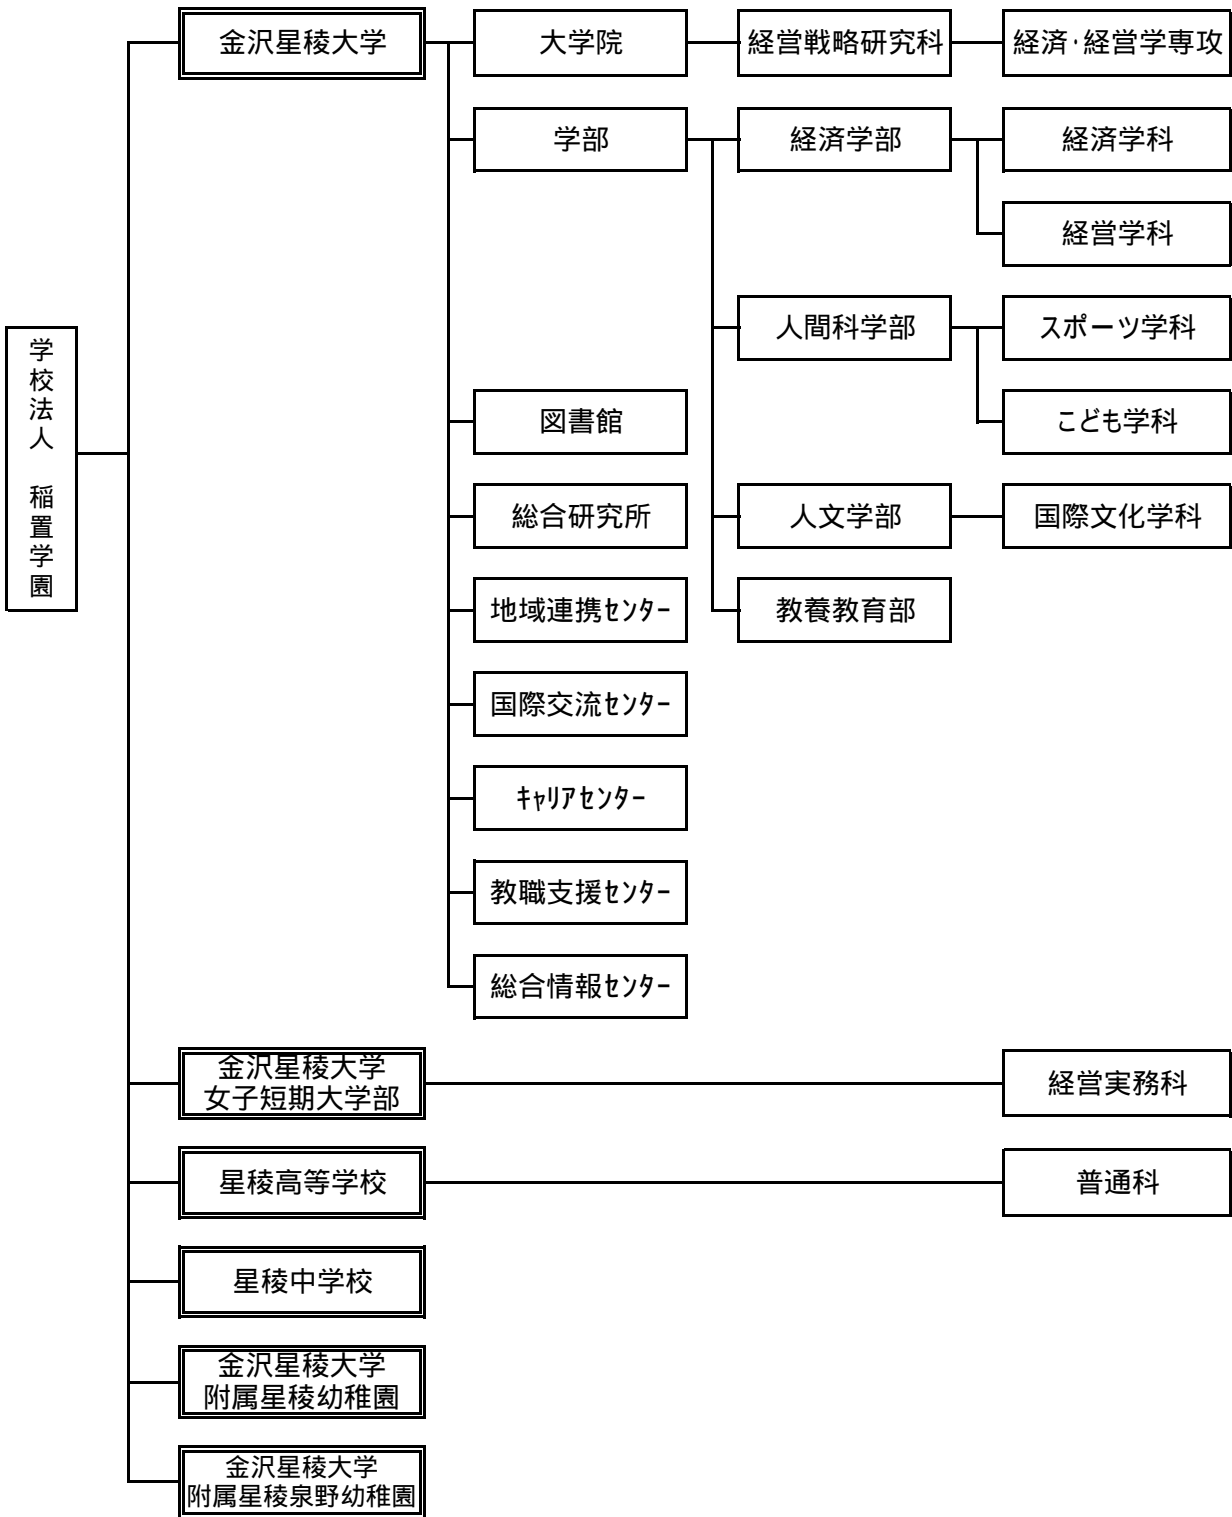 金沢星稜大学
大学院
経営戦略研究科
経済・経営学専攻
学部
経済学部
経済学科
経営学科
人間科学部
スポーツ学科
学校法人 稲置学園
図書館
こども学科
総合研究所
人文学部
国際文化学科
地域連携ｾﾝﾀｰ
教養教育部
国際交流ｾﾝﾀｰ
ｷｬﾘｱｾﾝﾀｰ
教職支援ｾﾝﾀｰ
総合情報ｾﾝﾀｰ
金沢星稜大学
女子短期大学部
経営実務科
星稜高等学校
普通科
星稜中学校
金沢星稜大学
附属星稜幼稚園
金沢星稜大学
附属星稜泉野幼稚園